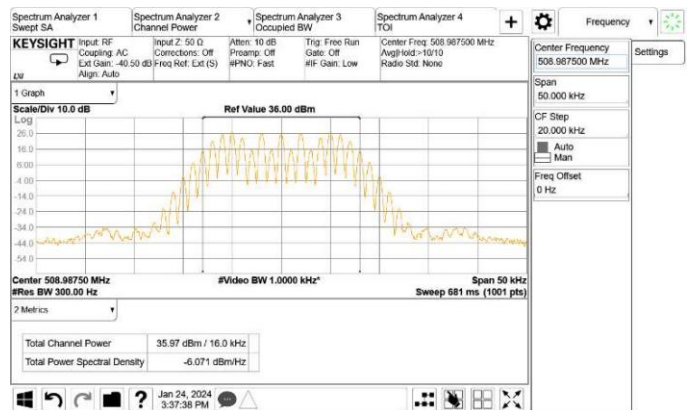 Spectrum Analyzer 1
Swept SA
Spectrum Analyzer 2
Channel Power
Spectrum Analyzer 3
Occupied BW
Spectrum Analyzer 4
TOI
+
Frequency
KEYSIGHT
Input: RF
Coupling: AC
Ext Gain: -40.50 dB
Align: Auto
Input Z: 50 Ω
Corrections: Off
Freq Ref: Ext (S)
Atten: 10 dB
Preamp: Off
#PNO: Fast
Trig: Free Run
Gate: Off
#IF Gain: Low
Center Freq: 508.987500 MHz
Avg|Hold:>10/10
Radio Std: None
Center Frequency
508.987500 MHz
Settings
Span
50.000 kHz
CF Step
20.000 kHz
Auto
Man
Freq Offset
0 Hz
1 Graph
Scale/Div 10.0 dB
Ref Value 36.00 dBm
Log
26.0
16.0
6.00
-4.00
-14.0
-24.0
-34.0
-44.0
-54.0
Center 508.98750 MHz
#Video BW 1.0000 kHz*
Span 50 kHz
#Res BW 300.00 Hz
Sweep 681 ms (1001 pts)
2 Metrics
Total Channel Power 35.97 dBm / 16.0 kHz
Total Power Spectral Density -6.071 dBm/Hz
?
Jan 24, 2024
3:37:38 PM